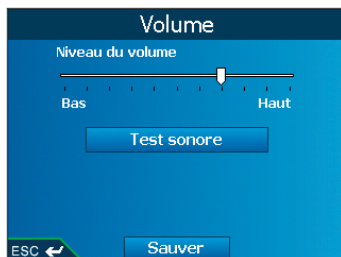 Volume
Niveau du volume
Bas Haut
Test sonore
ESC Sauver